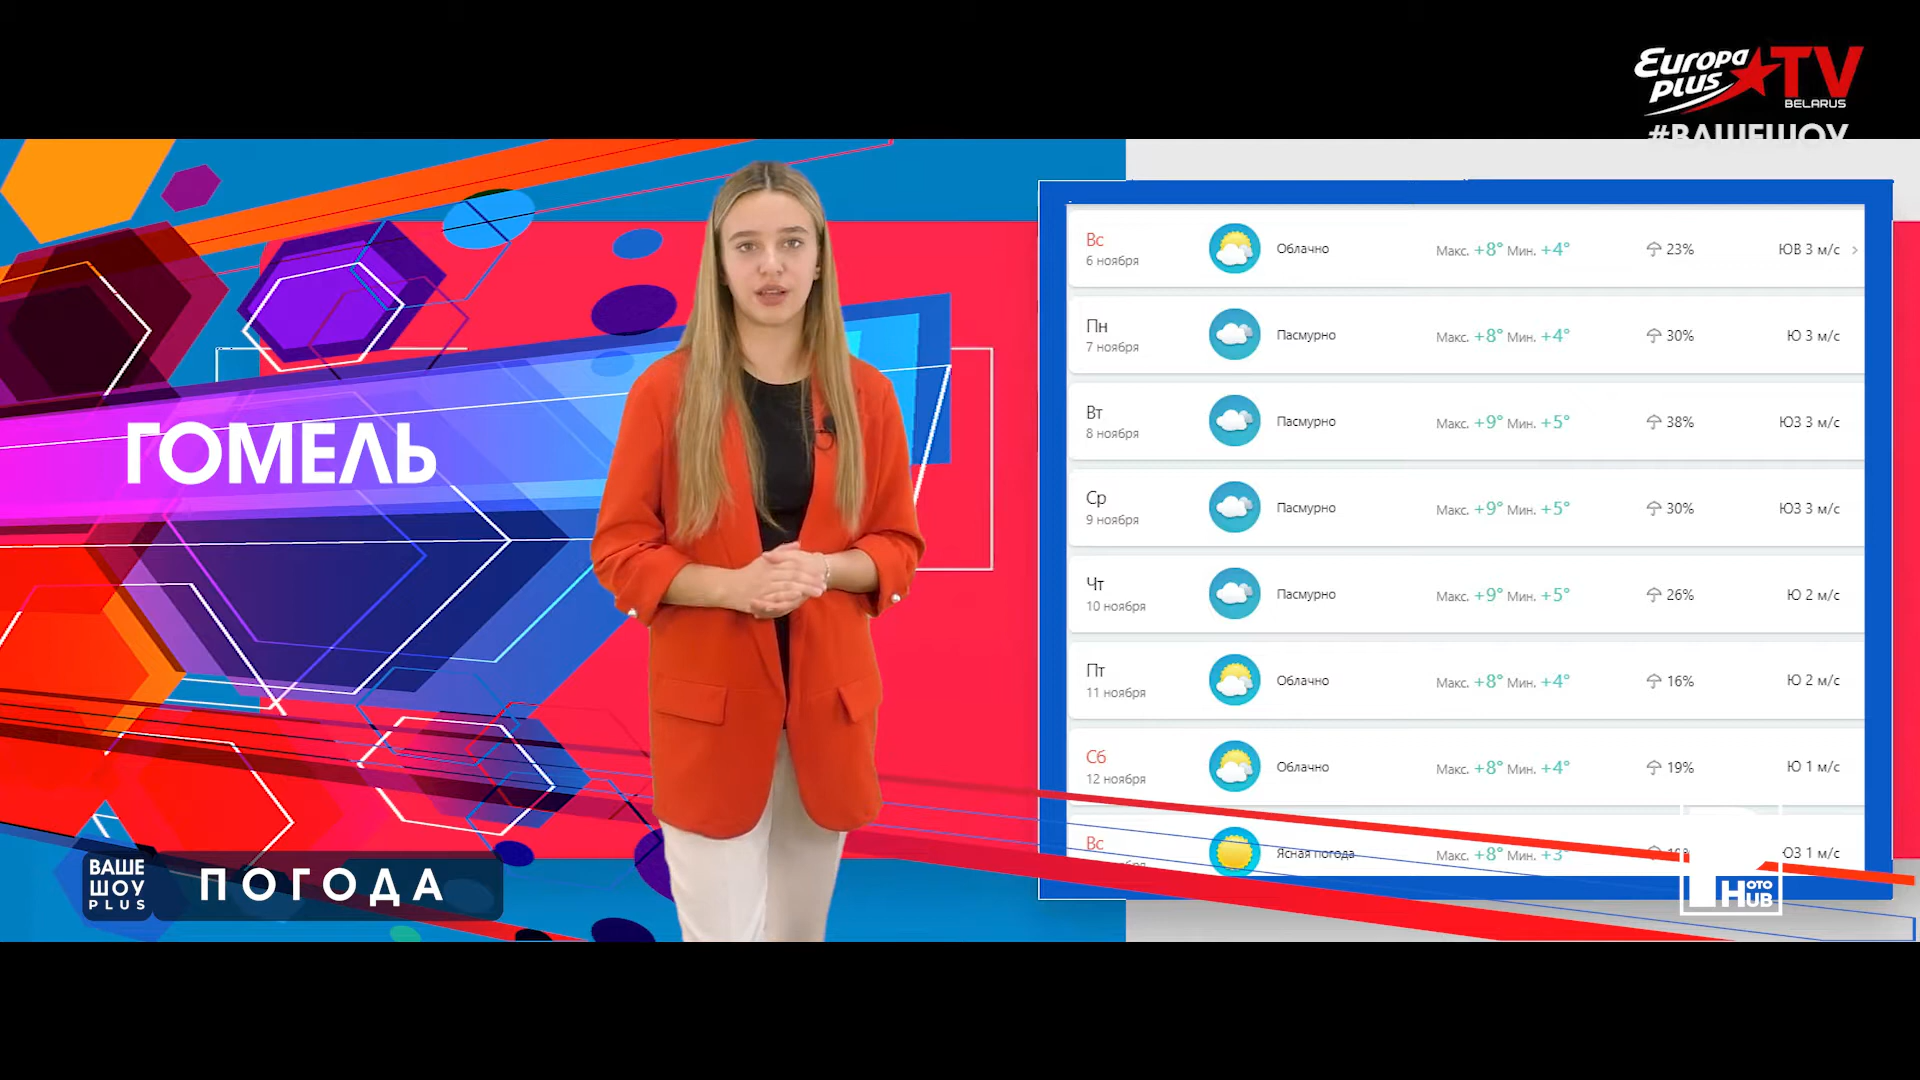 Europa
plus TV
BELARUS
#ВАШЕШОУ
Вс
6 ноября
Облачно
Макс. +8° Мин. +4°
23%
ЮВ 3 м/с
Пн
7 ноября
Пасмурно
Макс. +8° Мин. +4°
30%
Ю 3 м/с
Вт
8 ноября
Пасмурно
Макс. +9° Мин. +5°
38%
ЮЗ 3 м/с
Ср
9 ноября
Пасмурно
Макс. +9° Мин. +5°
30%
ЮЗ 3 м/с
Чт
10 ноября
Пасмурно
Макс. +9° Мин. +5°
26%
Ю 2 м/с
Пт
11 ноября
Облачно
Макс. +8° Мин. +4°
16%
Ю 2 м/с
Сб
12 ноября
Облачно
Макс. +8° Мин. +4°
19%
Ю 1 м/с
Вс
Ясная погода
Макс. +8° Мин. +3°
ЮЗ 1 м/с
ГОМЕЛЬ
ВАШЕ
ШОУ
PLUS
ПОГОДА
PHOTO
HUB